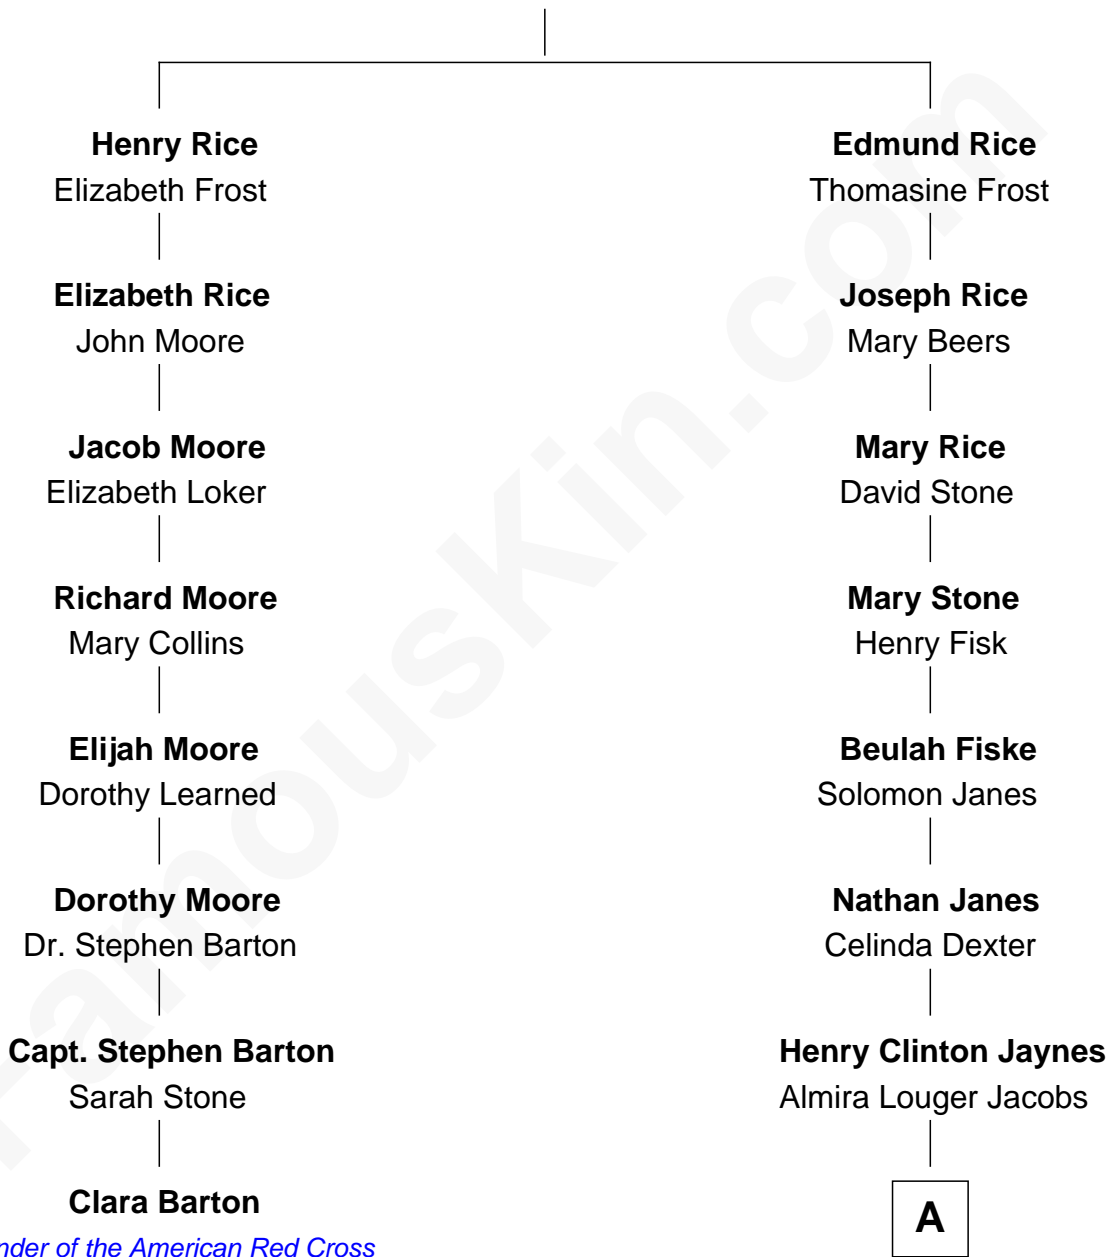 Henry Rice
Elizabeth Frost
Elizabeth Rice
John Moore
Jacob Moore
Elizabeth Loker
Richard Moore
Mary Collins
Elijah Moore
Dorothy Learned
Dorothy Moore
Dr. Stephen Barton
Capt. Stephen Barton
Sarah Stone
Clara Barton
nder of the American Red Cross
Edmund Rice
Thomasine Frost
Joseph Rice
Mary Beers
Mary Rice
David Stone
Mary Stone
Henry Fisk
Beulah Fiske
Solomon Janes
Nathan Janes
Celinda Dexter
Henry Clinton Jaynes
Almira Louger Jacobs
A
FamousKin.com